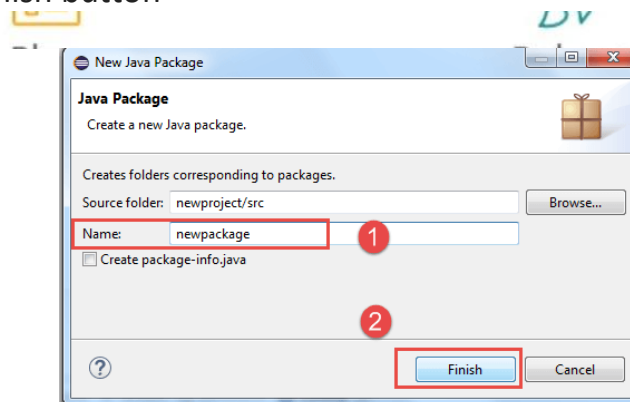 New Java Package
Java Package
Create a new Java package.
Creates folders corresponding to packages.
Source folder: newproject/src Browse...
Name: newpackage 1
Create package-info.java
2
? Finish Cancel